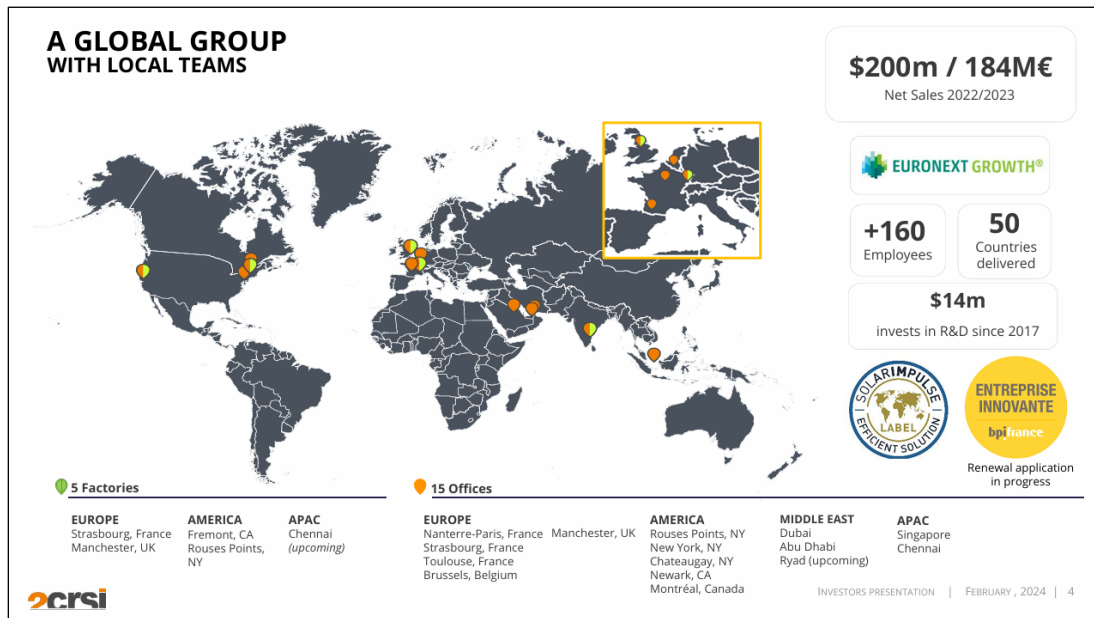 A GLOBAL GROUP
WITH LOCAL TEAMS
$200m / 184M€
Net Sales 2022/2023
EURONEXT GROWTH®
+160
Employees
50
Countries
delivered
$14m
invests in R&D since 2017
SOLARIMPULSE
LABEL
EFFICIENT SOLUTION
ENTREPRISE
INNOVANTE
bpifrance
Renewal application
in progress
5 Factories
EUROPE
Strasbourg, France
Manchester, UK
AMERICA
Fremont, CA
Rouses Points,
NY
APAC
Chennai
(upcoming)
15 Offices
EUROPE
Nanterre-Paris, France
Strasbourg, France
Toulouse, France
Brussels, Belgium
Manchester, UK
AMERICA
Rouses Points, NY
New York, NY
Chateaugay, NY
Newark, CA
Montréal, Canada
MIDDLE EAST
Dubai
Abu Dhabi
Ryad (upcoming)
APAC
Singapore
Chennai
2crsi
INVESTORS PRESENTATION | FEBRUARY , 2024 | 4